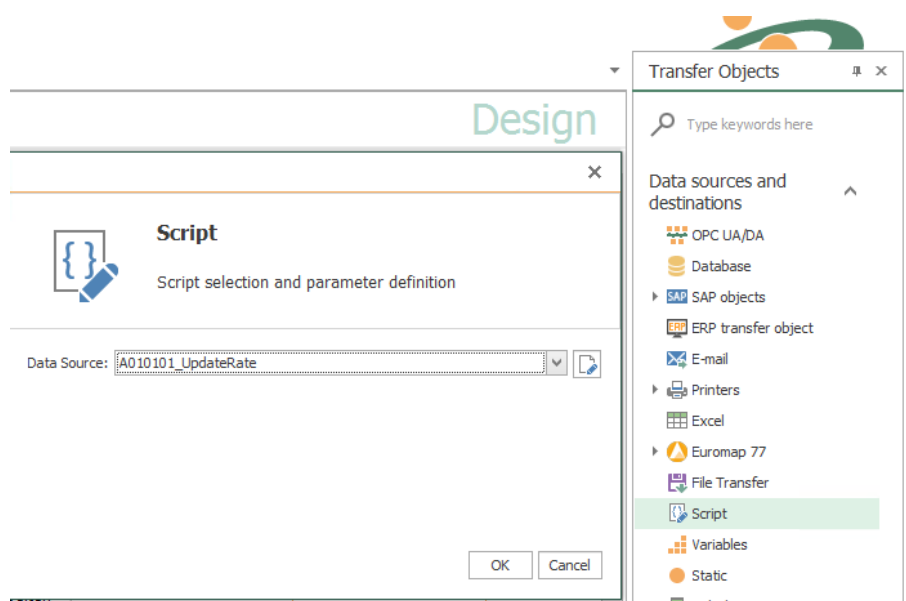 Transfer Objects
Design
Type keywords here
Data sources and
destinations
OPC UA/DA
Database
SAP SAP objects
ERP ERP transfer object
E-mail
Printers
Excel
Euromap 77
File Transfer
Script
Variables
Static
Script
Script selection and parameter definition
Data Source: A010101_UpdateRate
OK Cancel